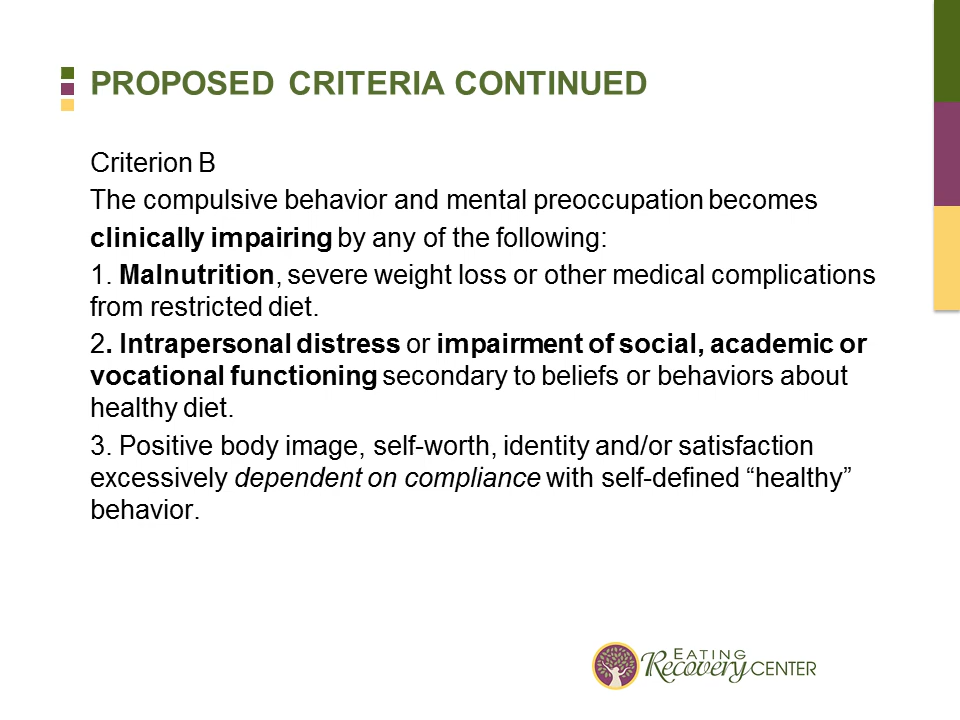 PROPOSED CRITERIA CONTINUED
Criterion B
The compulsive behavior and mental preoccupation becomes
clinically impairing by any of the following:
1. Malnutrition, severe weight loss or other medical complications
from restricted diet.
2. Intrapersonal distress or impairment of social, academic or
vocational functioning secondary to beliefs or behaviors about
healthy diet.
3. Positive body image, self-worth, identity and/or satisfaction
excessively dependent on compliance with self-defined “healthy”
behavior.
EATING
Recovery CENTER